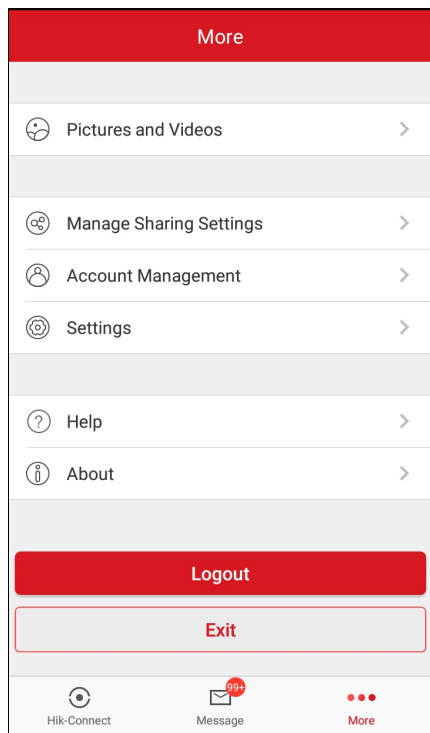 More
Pictures and Videos
Manage Sharing Settings
Account Management
Settings
Help
About
Logout
Exit
99+
Hik-Connect
Message
More